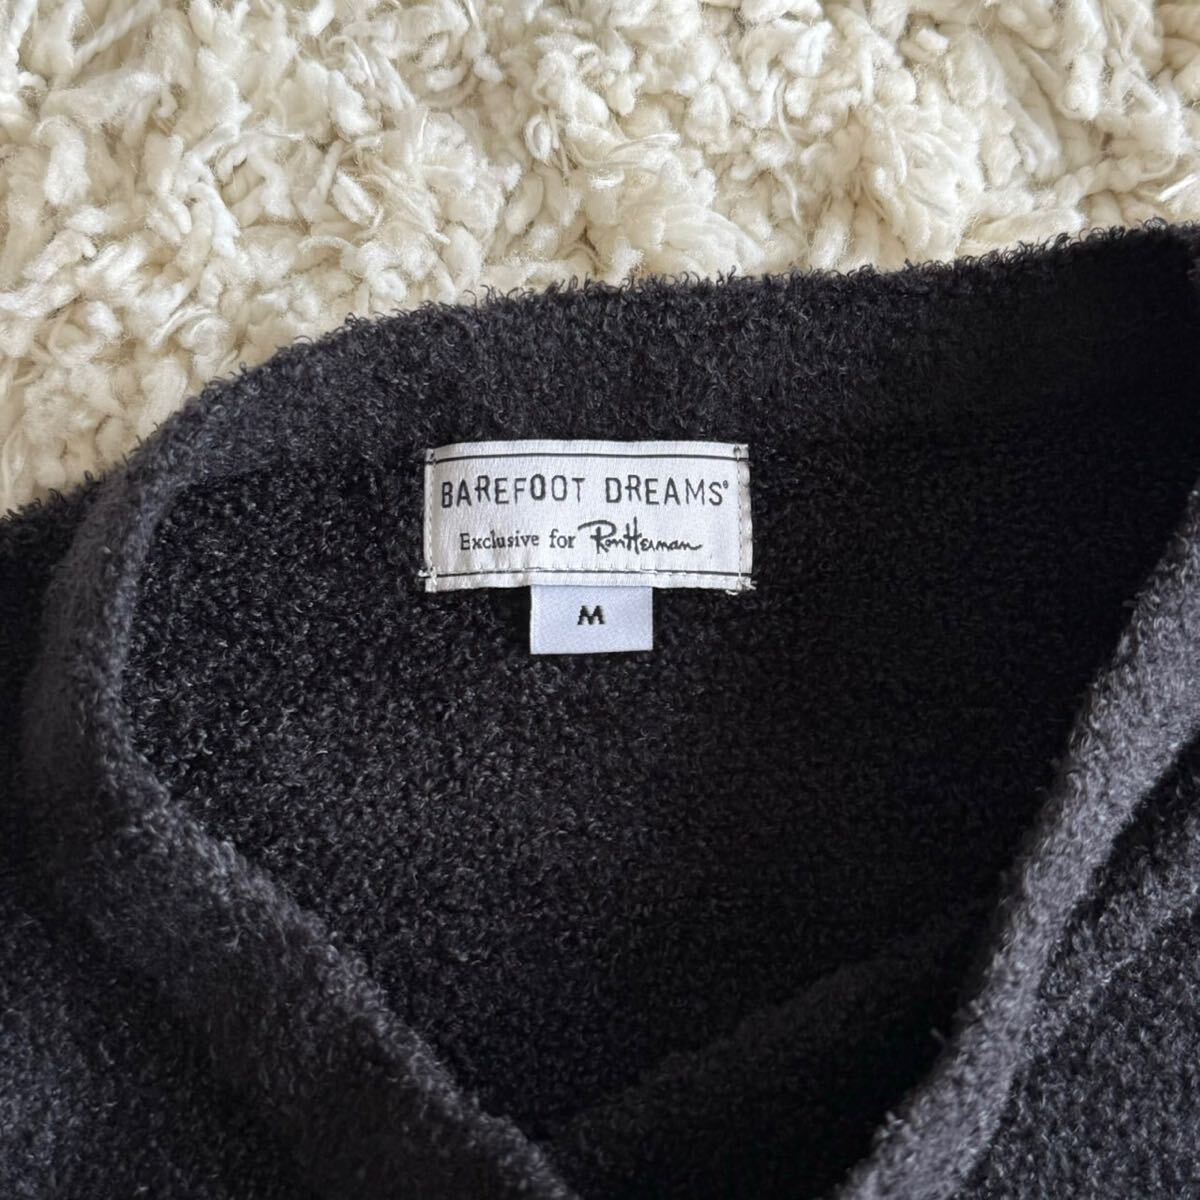 BAREFOOT DREAMS®
Exclusive for Ron Herman
M